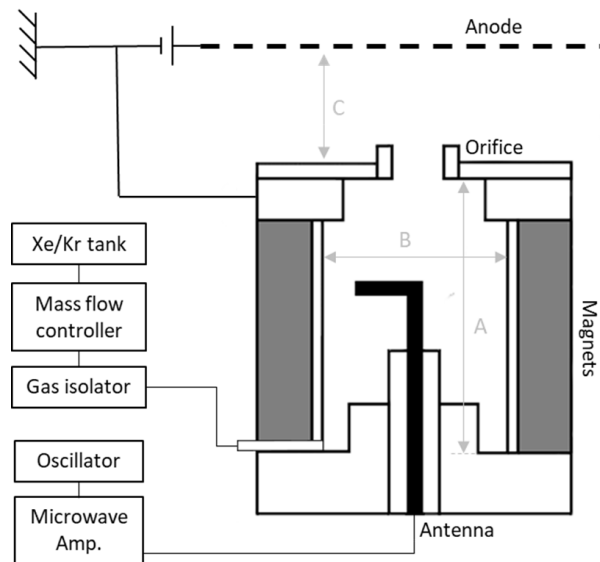 Anode
C
Orifice
B
A
Xe/Kr tank
Mass flow
controller
Gas isolator
Magnets
Oscillator
Microwave
Amp.
Antenna